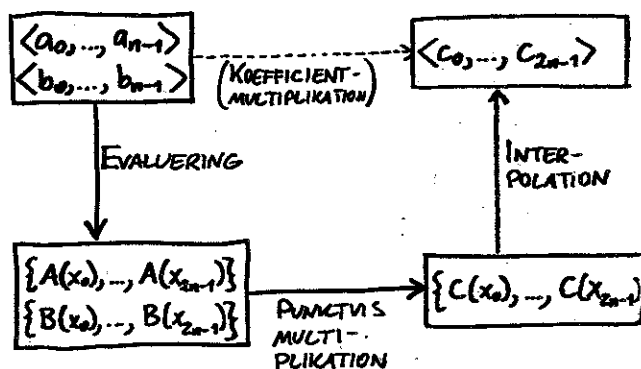 <a₀,..., aₙ₋₁>
<b₀,..., bₙ₋₁>
(KOEFFICIENT-
MULTIPLIKATION)
<c₀,..., c₂ₙ₋₁>
EVALUERING
INTER-
POLATION
{A(x₀),..., A(x₂ₙ₋₁)}
{B(x₀),..., B(x₂ₙ₋₁)}
PUNKTVIS
MULTI-
PLIKATION
{C(x₀),..., C(x₂ₙ₋₁)